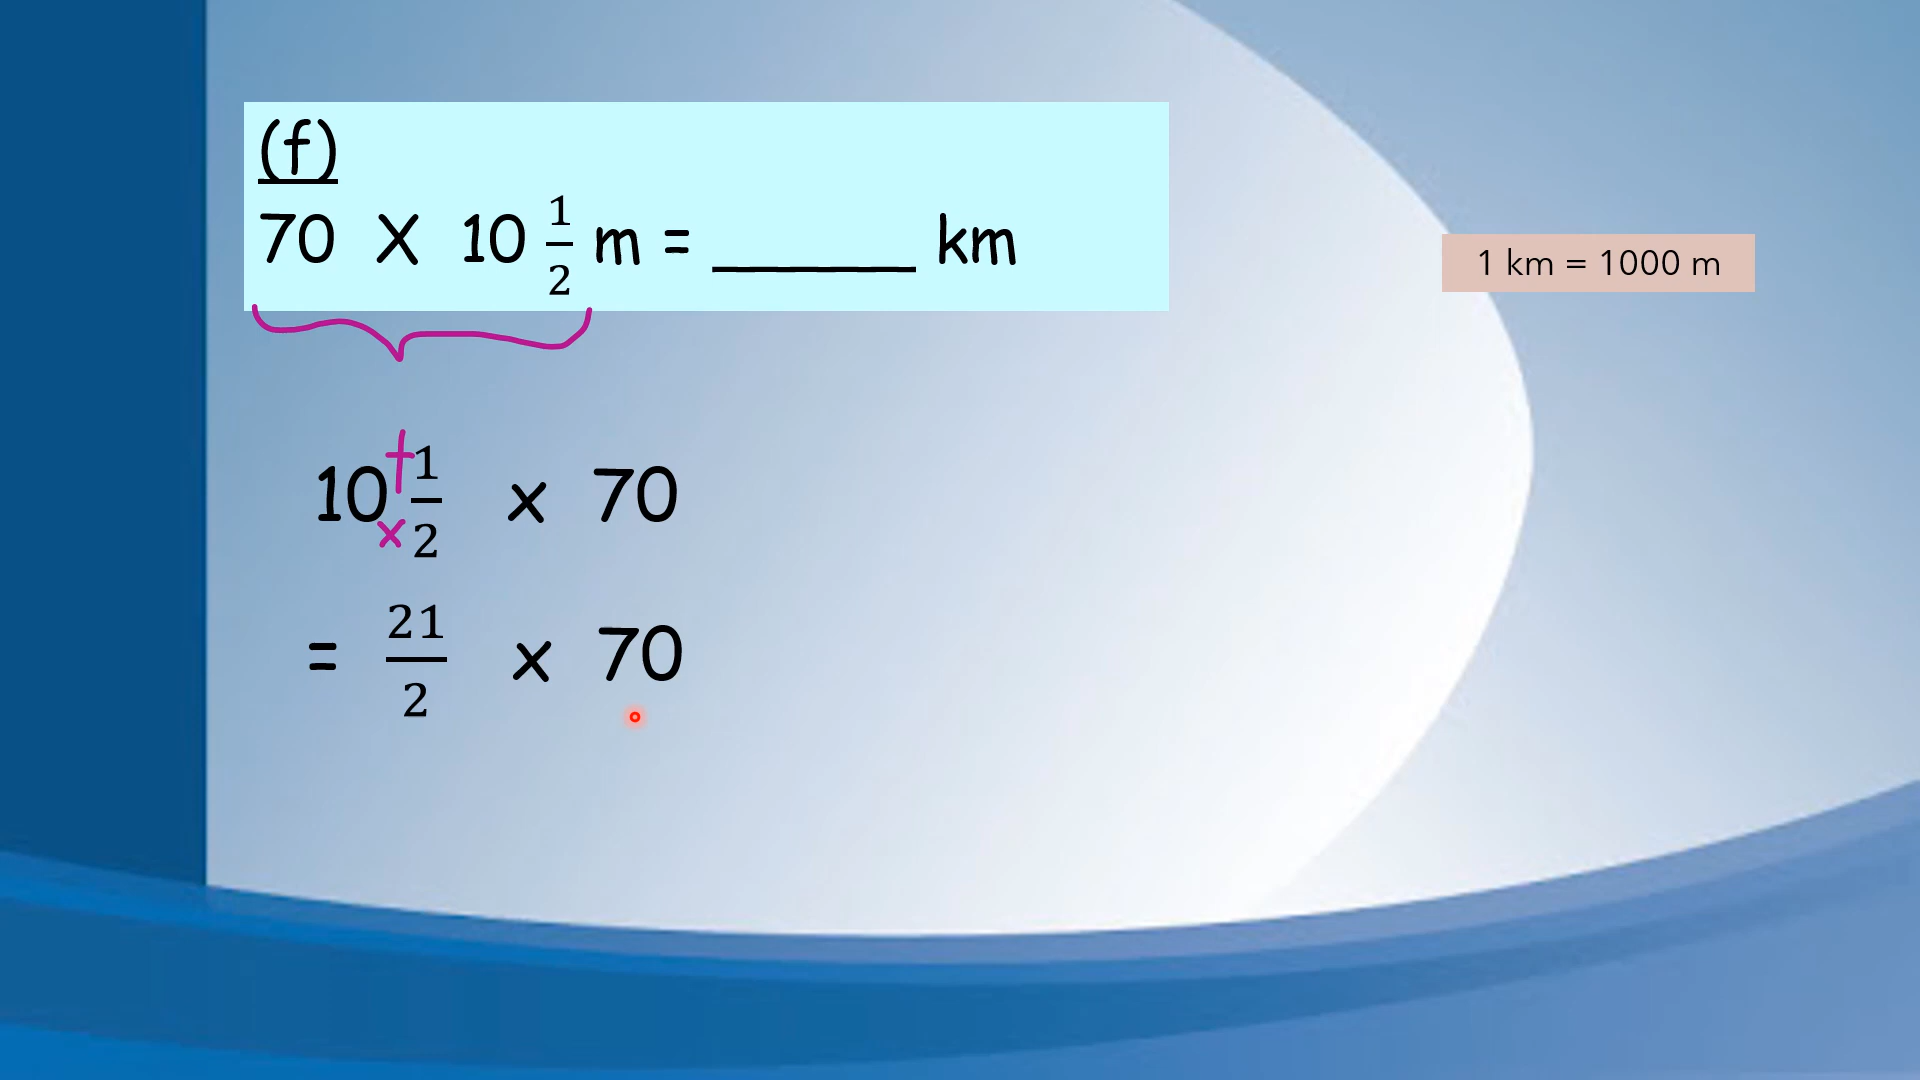 (f)
70 X 10 1/2 m = ______ km
1 km = 1000 m
10 + 1/2 x 70
x
= 21/2 x 70